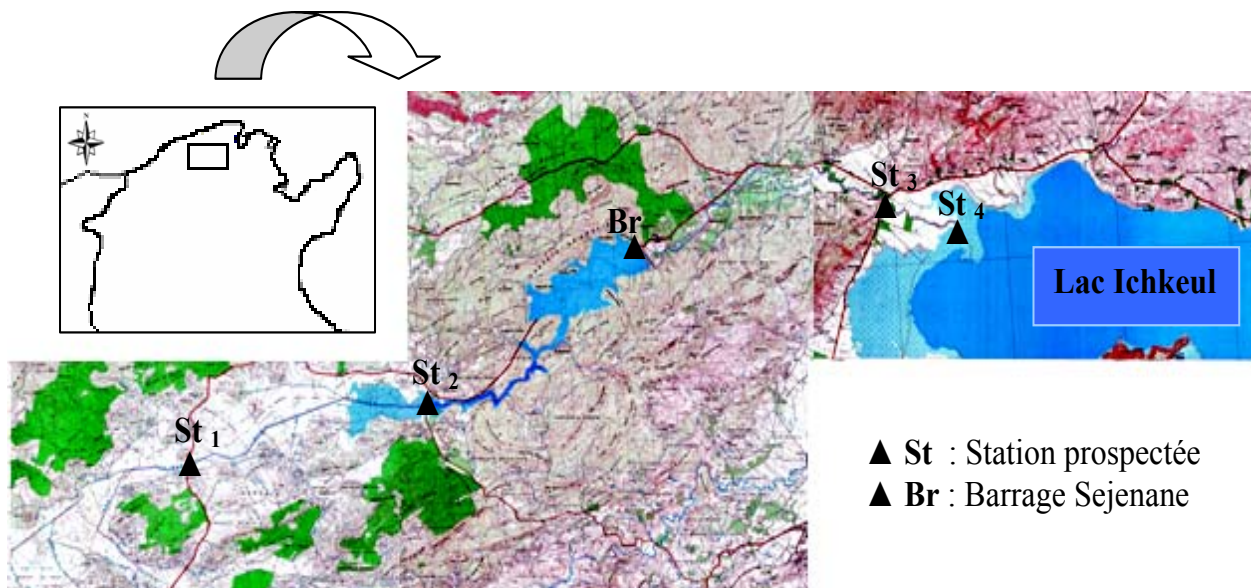 N
St 3
St 4
Br
Lac Ichkeul
St 2
St 1
▲ St : Station prospectée
▲ Br : Barrage Sejenane